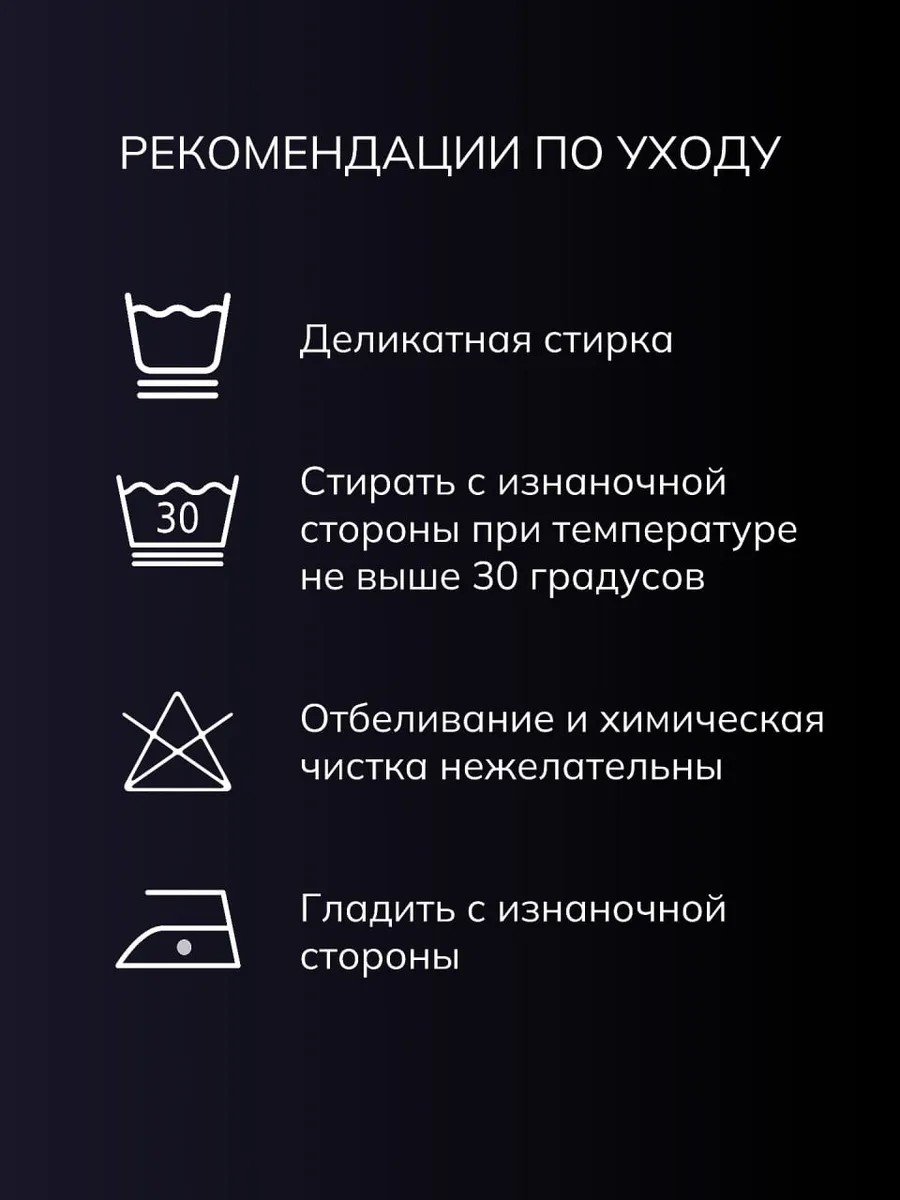 РЕКОМЕНДАЦИИ ПО УХОДУ
Деликатная стирка
30
Стирать с изнаночной
стороны при температуре
не выше 30 градусов
Отбеливание и химическая
чистка нежелательны
Гладить с изнаночной
стороны